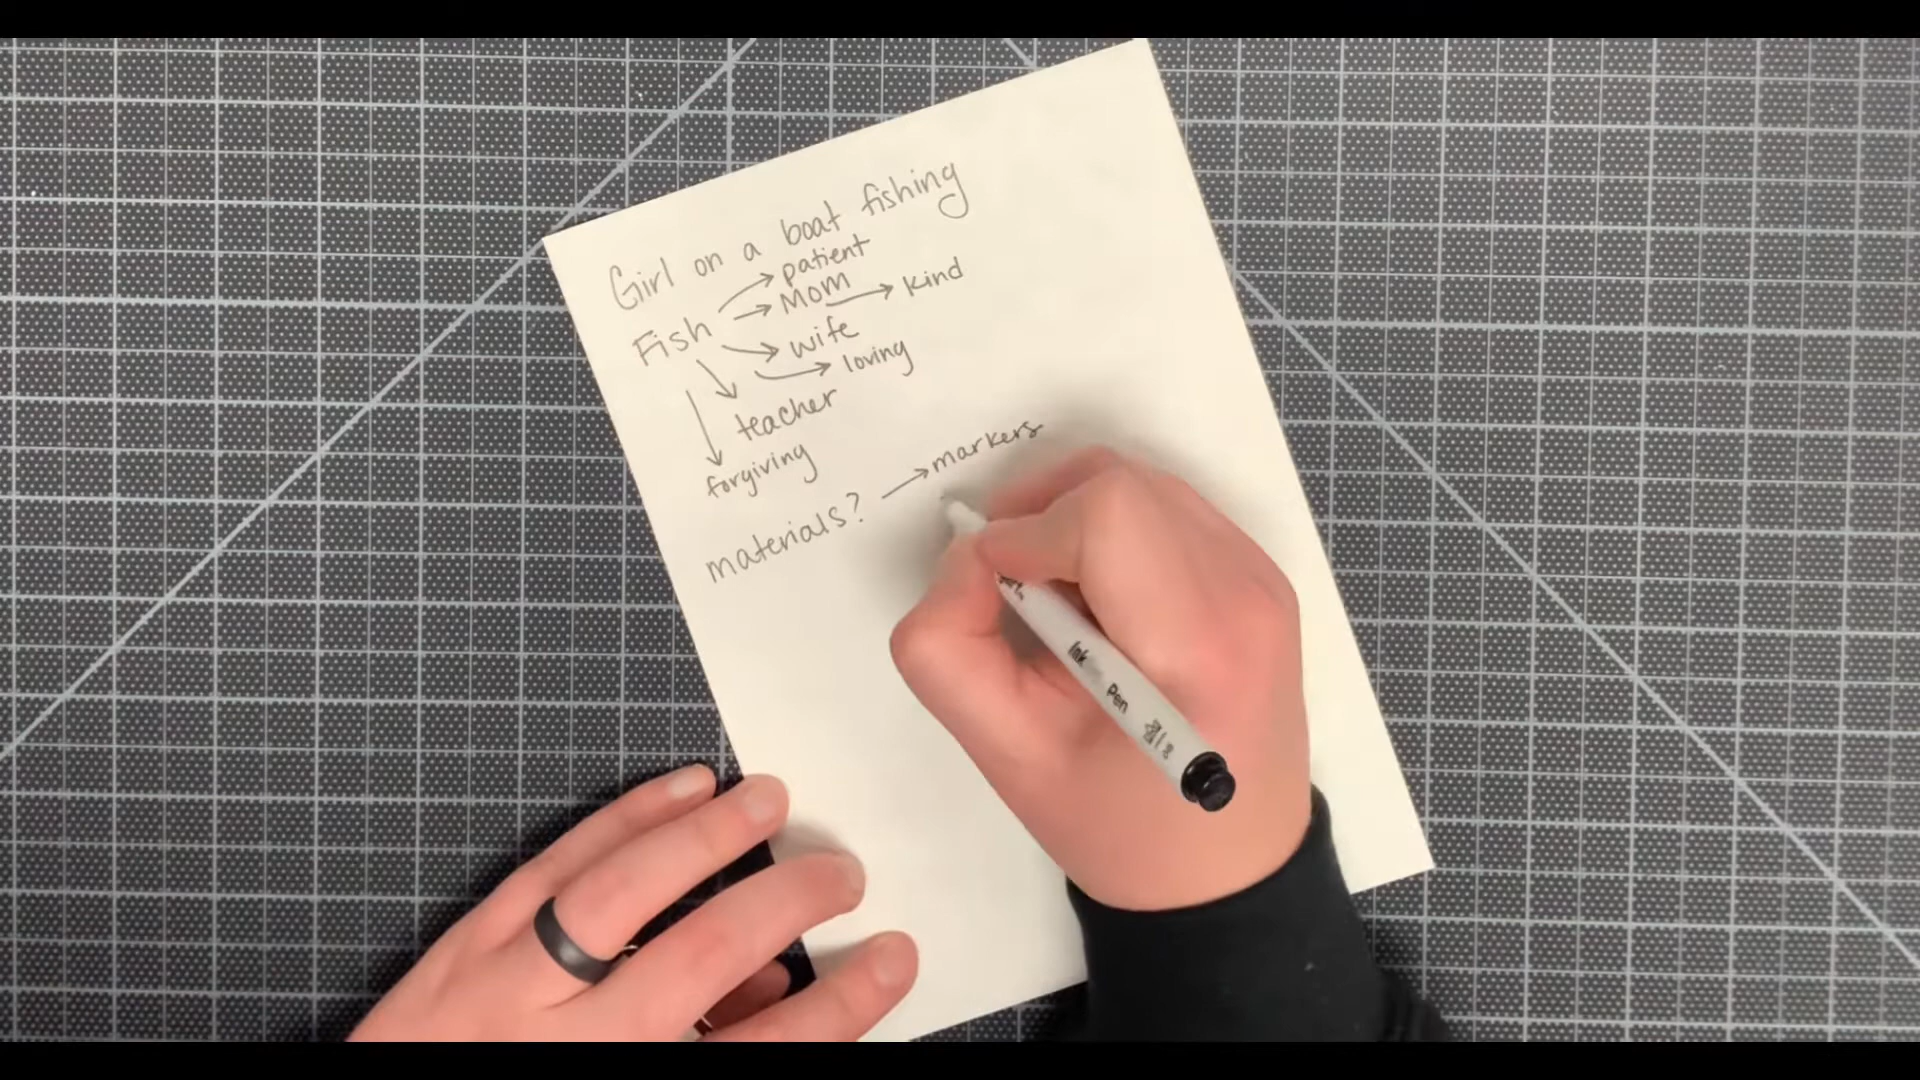 Girl on a boat fishing
patient
Fish → Mom → kind
→ wife
→ loving
teacher
forgiving
materials? → markers
Ink Pen